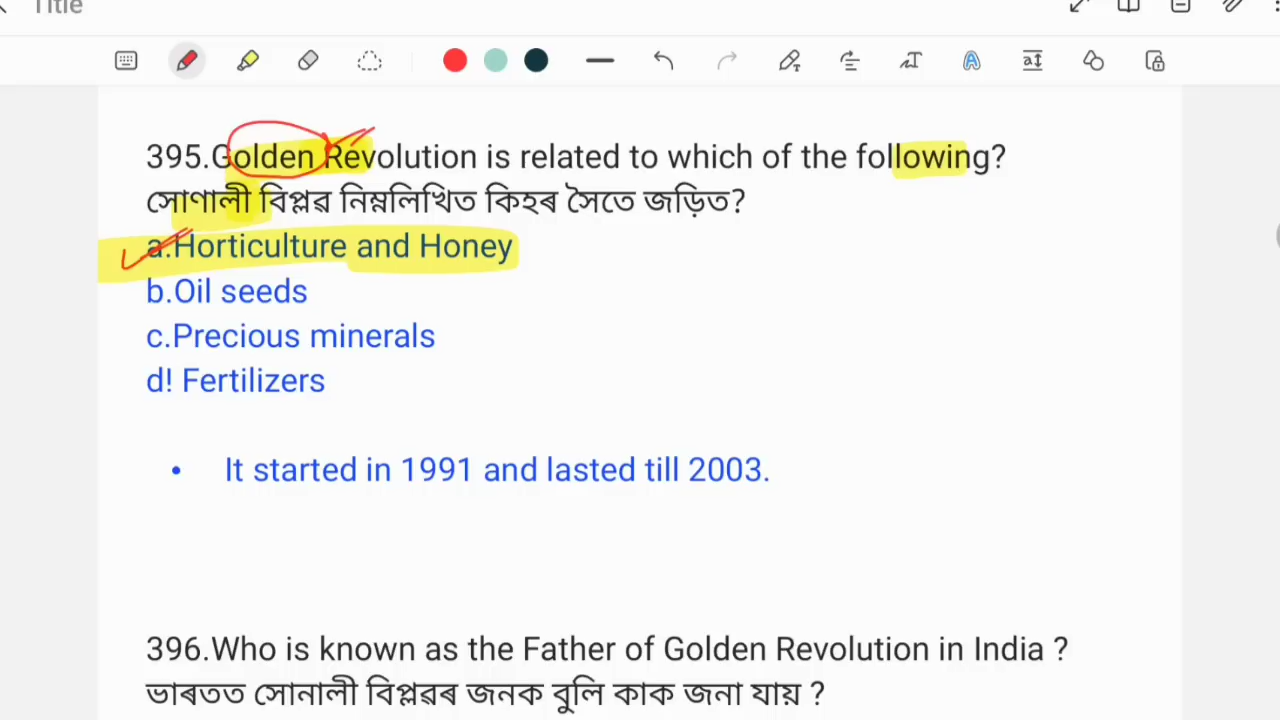 Title
395.Golden Revolution is related to which of the following?
সোণালী বিপ্লৱ নিম্নলিখিত কিহৰ সৈতে জড়িত?
a.Horticulture and Honey
b.Oil seeds
c.Precious minerals
d! Fertilizers
• It started in 1991 and lasted till 2003.
396.Who is known as the Father of Golden Revolution in India ?
ভাৰতত সোনালী বিপ্লৱৰ জনক বুলি কাক জনা যায় ?